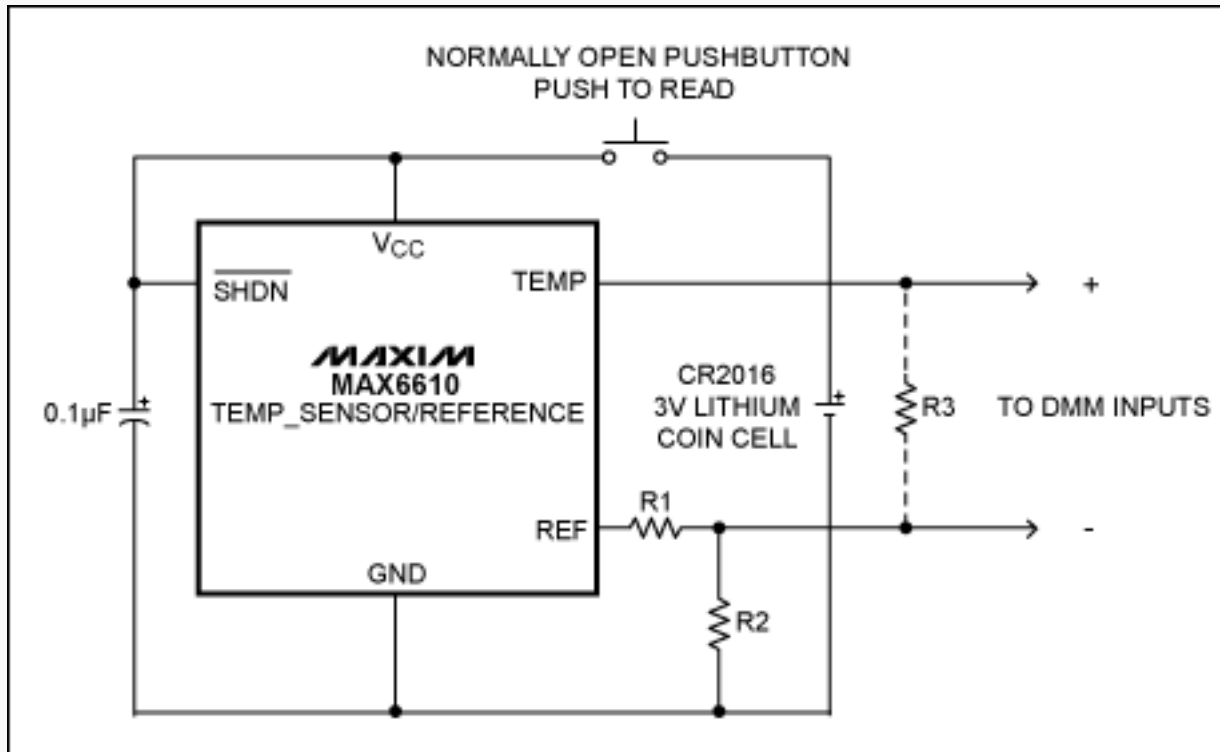 NORMALLY OPEN PUSHBUTTON
PUSH TO READ
VCC
SHDN
TEMP
+
MAXIM
MAX6610
TEMP_SENSOR/REFERENCE
+
0.1µF
CR2016
3V LITHIUM
COIN CELL
+
R3
TO DMM INPUTS
R1
REF
-
GND
R2